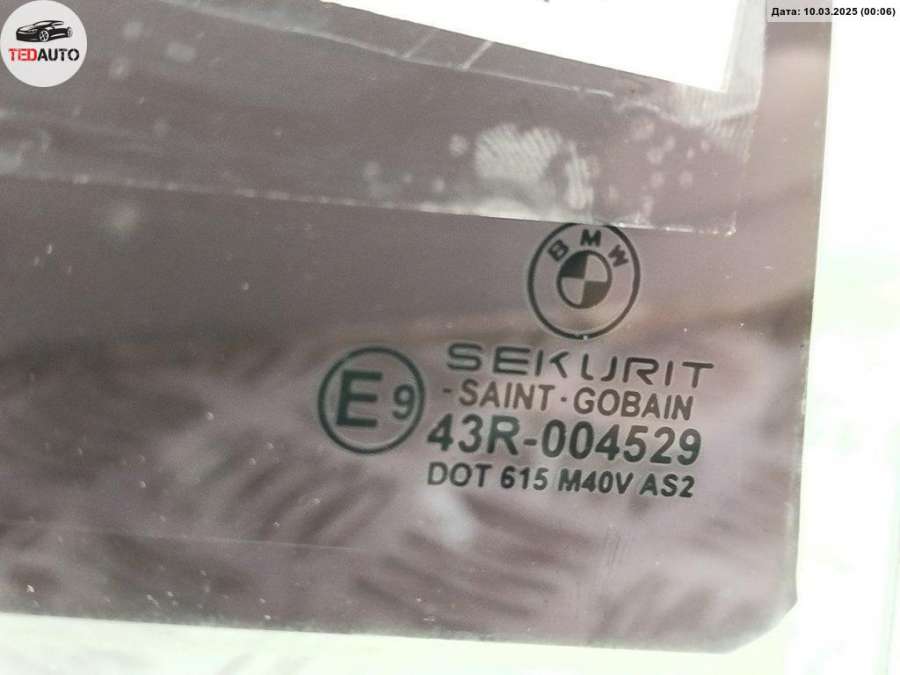 TEDAUTO
Дата: 10.03.2025 (00:06)
BMW
SEKURIT
-SAINT·GOBAIN
E9
43R-004529
DOT 615 M40V AS2